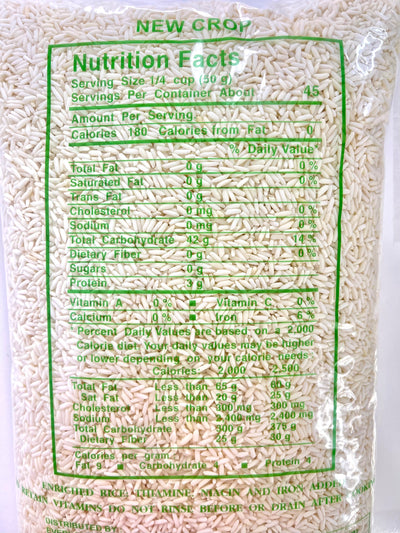 NEW CROP
Nutrition Facts
Serving Size 1/4 cup (50 g)
Servings Per Container About 45
Amount Per Serving
Calories 180 Calories from Fat 0
% Daily Value
Total Fat 0 g 0 %
Saturated Fat 0 g 0 %
Trans Fat 0 g
Cholesterol 0 mg 0 %
Sodium 0 mg 0 %
Total Carbohydrate 42 g 14 %
Dietary Fiber 0 g 0 %
Sugars 0 g
Protein 3 g
Vitamin A 0 % ■ Vitamin C 0 %
Calcium 0 % ■ Iron 6 %
Percent Daily Values are based on a 2,000
Calorie diet Your daily values may be higher
or lower depending on your calorie needs:
Calories: 2,000 2,500
Total Fat Less than 65 g 80 g
Sat Fat Less than 20 g 25 g
Cholesterol Less than 300 mg 300 mg
Sodium Less than 2,400 mg 2,400 mg
Total Carbohydrate 300 g 375 g
Dietary Fiber 25 g 30 g
Calories per gram:
Fat 9 ■ Carbohydrate 4 ■ Protein 4
ENRICHED RICE, THIAMINE, NIACIN AND IRON ADDED
RETAIN VITAMINS DO NOT RINSE BEFORE OR DRAIN AFTER
DISTRIBUTED BY